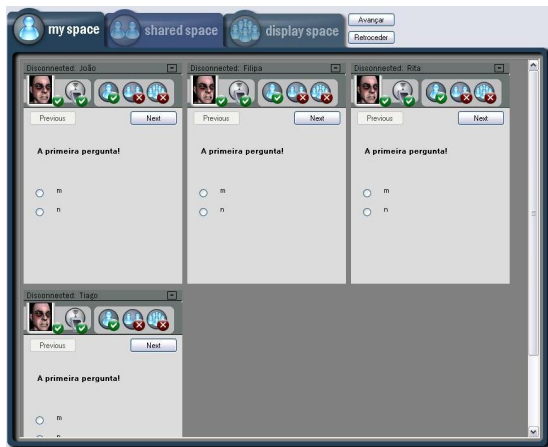 my space
shared space
display space
Avançar
Retroceder
Disconnected: João
Previous
Next
A primeira pergunta!
m
n
Disconnected: Filipa
Previous
Next
A primeira pergunta!
m
n
Disconnected: Rita
Previous
Next
A primeira pergunta!
m
n
Disconnected: Tiago
Previous
Next
A primeira pergunta!
m
n